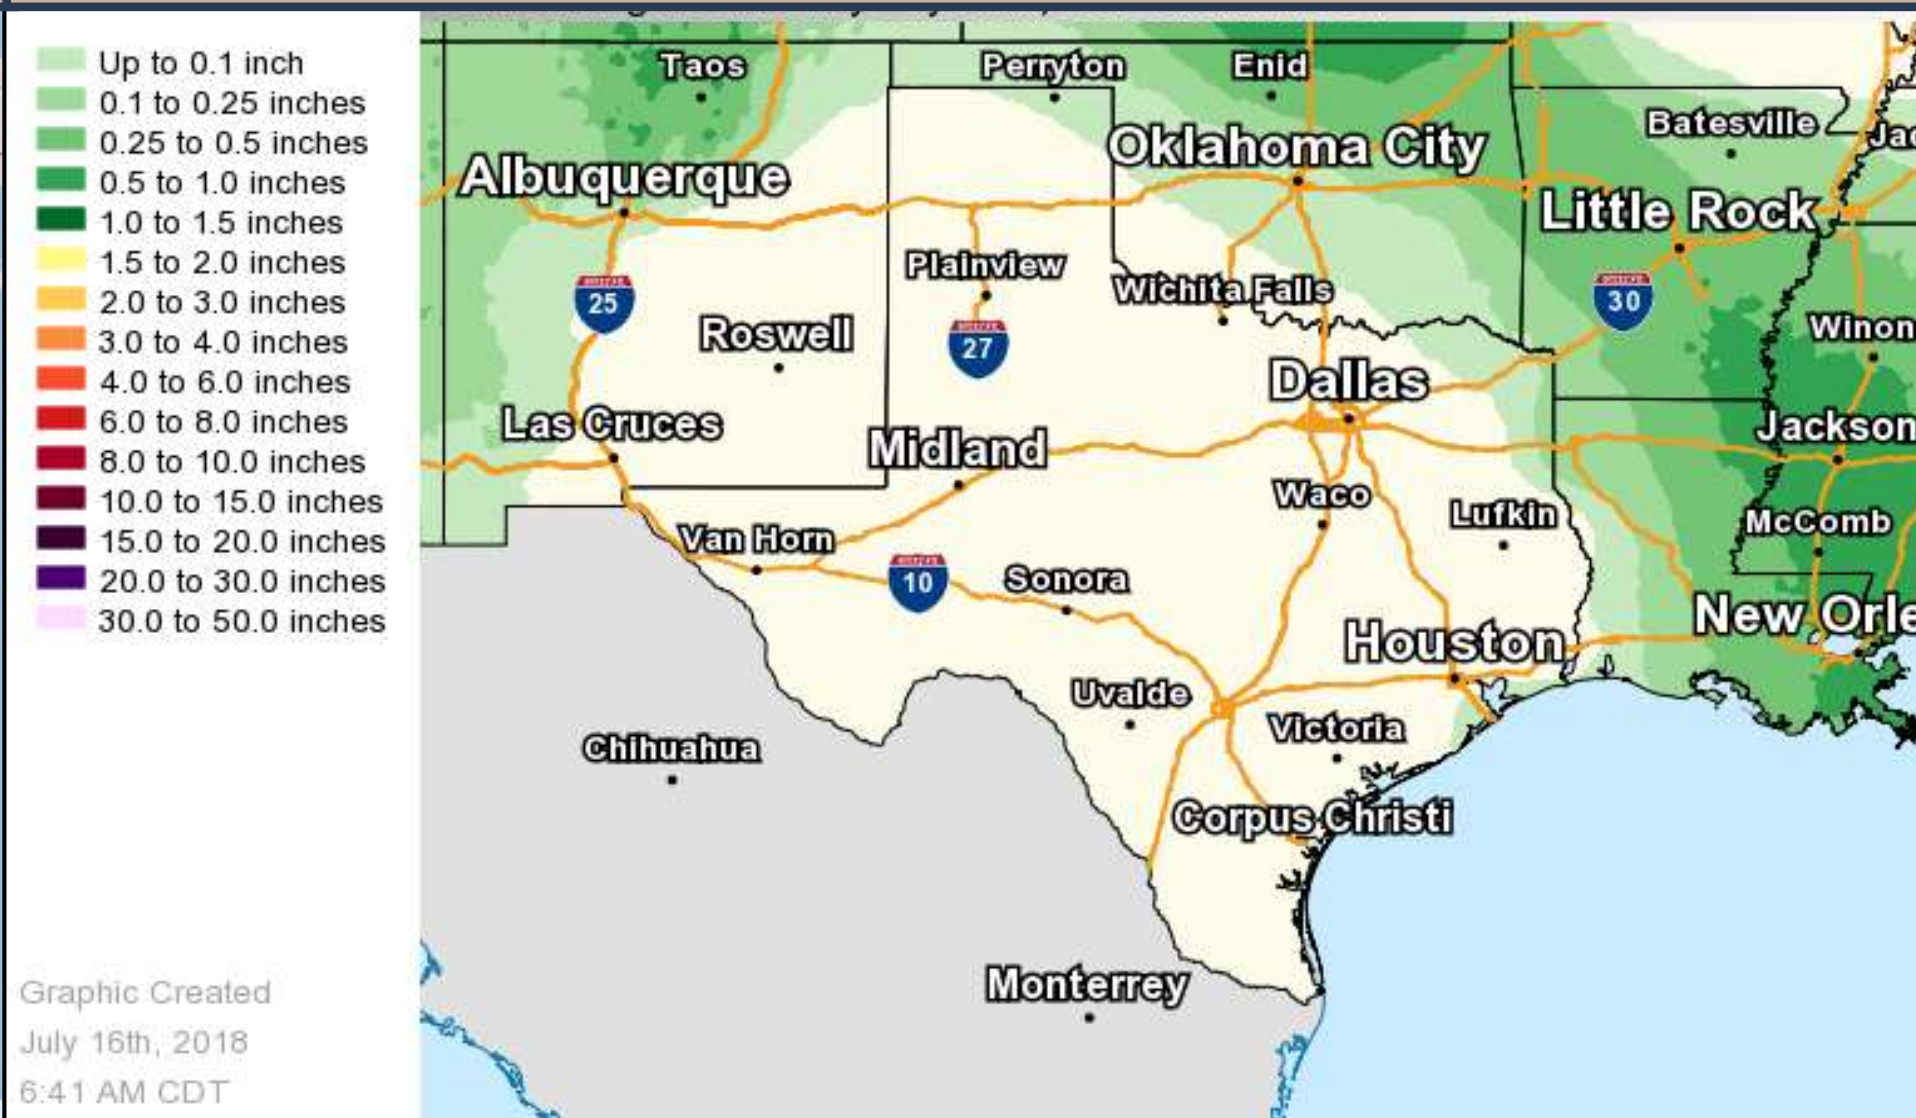 Up to 0.1 inch
0.1 to 0.25 inches
0.25 to 0.5 inches
0.5 to 1.0 inches
1.0 to 1.5 inches
1.5 to 2.0 inches
2.0 to 3.0 inches
3.0 to 4.0 inches
4.0 to 6.0 inches
6.0 to 8.0 inches
8.0 to 10.0 inches
10.0 to 15.0 inches
15.0 to 20.0 inches
20.0 to 30.0 inches
30.0 to 50.0 inches
Graphic Created
July 16th, 2018
6:41 AM CDT
Taos
Perryton
Enid
Batesville
Jac
Oklahoma City
Albuquerque
Little Rock
Plainview
Wichita Falls
25
30
Roswell
27
Winon
Dallas
Las Cruces
Midland
Jackson
Waco
Lufkin
McComb
Van Horn
10
Sonora
New Orle
Houston
Uvalde
Victoria
Chihuahua
Corpus Christi
Monterrey